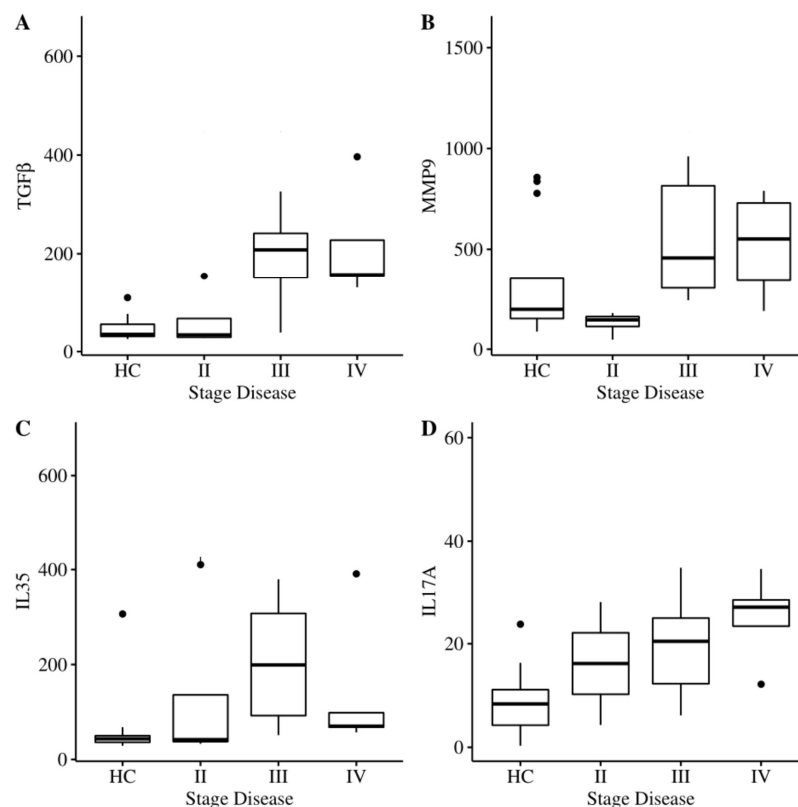 A
B
600
400
200
0
TGFβ
HC II III IV
Stage Disease
1500
1000
500
0
MMP9
HC II III IV
Stage Disease
C
D
600
400
200
0
IL35
HC II III IV
Stage Disease
60
40
20
0
IL17A
HC II III IV
Stage Disease